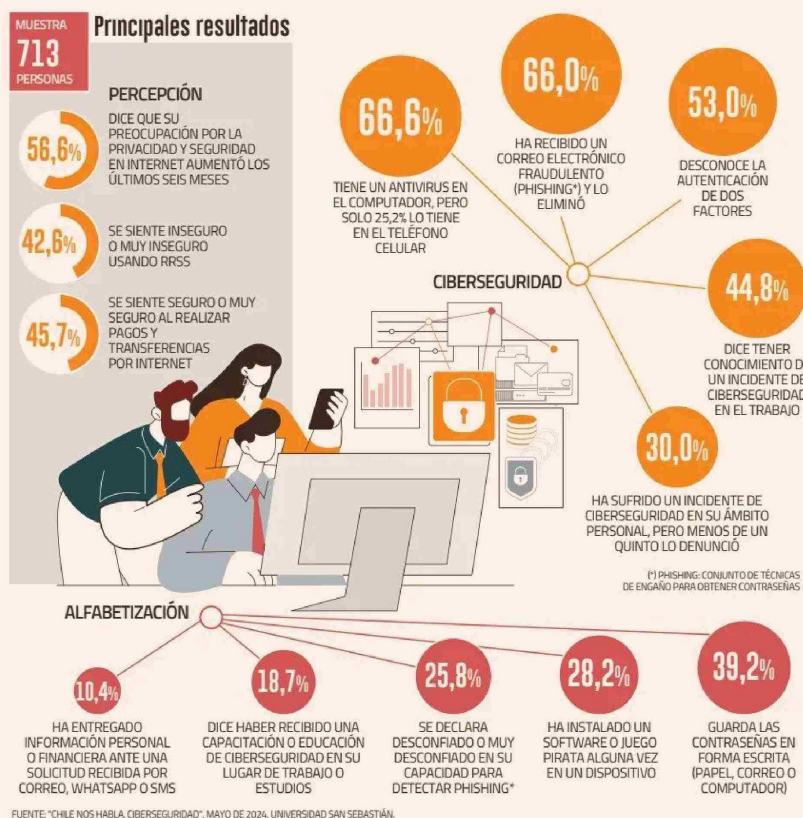 MUESTRA
713
PERSONAS
Principales resultados
PERCEPCIÓN
56,6%
DICE QUE SU
PREOCUPACIÓN POR LA
PRIVACIDAD Y SEGURIDAD
EN INTERNET AUMENTÓ LOS
ÚLTIMOS SEIS MESES
42,6%
SE SIENTE INSEGURO
O MUY INSEGURO
USANDO RRSS
45,7%
SE SIENTE SEGURO O MUY
SEGURO AL REALIZAR
PAGOS Y
TRANSFERENCIAS
POR INTERNET
CIBERSEGURIDAD
66,6%
TIENE UN ANTIVIRUS EN
EL COMPUTADOR, PERO
SOLO 25,2% LO TIENE
EN EL TELÉFONO
CELULAR
66,0%
HA RECIBIDO UN
CORREO ELECTRÓNICO
FRAUDULENTO
(PHISHING*) Y LO
ELIMINÓ
53,0%
DESCONOCE LA
AUTENTICACIÓN
DE DOS
FACTORES
44,8%
DICE TENER
CONOCIMIENTO D
UN INCIDENTE DE
CIBERSEGURIDAD
EN EL TRABAJO
30,0%
HA SUFRIDO UN INCIDENTE DE
CIBERSEGURIDAD EN SU ÁMBITO
PERSONAL, PERO MENOS DE UN
QUINTO LO DENUNCIÓ
(*) PHISHING: CONJUNTO DE TÉCNICAS
DE ENGAÑO PARA OBTENER CONTRASEÑAS
ALFABETIZACIÓN
10,4%
HA ENTREGADO
INFORMACIÓN PERSONAL
O FINANCIERA ANTE UNA
SOLICITUD RECIBIDA POR
CORREO, WHATSAPP O SMS
18,7%
DICE HABER RECIBIDO UNA
CAPACITACIÓN O EDUCACIÓN
DE CIBERSEGURIDAD EN SU
LUGAR DE TRABAJO O
ESTUDIOS
25,8%
SE DECLARA
DESCONFIADO O MUY
DESCONFIADO EN SU
CAPACIDAD PARA
DETECTAR PHISHING*
28,2%
HA INSTALADO UN
SOFTWARE O JUEGO
PIRATA ALGUNA VEZ
EN UN DISPOSITIVO
39,2%
GUARDA LAS
CONTRASEÑAS EN
FORMA ESCRITA
(PAPEL, CORREO O
COMPUTADOR)
FUENTE: "CHILE NOS HABLA. CIBERSEGURIDAD". MAYO DE 2024. UNIVERSIDAD SAN SEBASTIÁN.